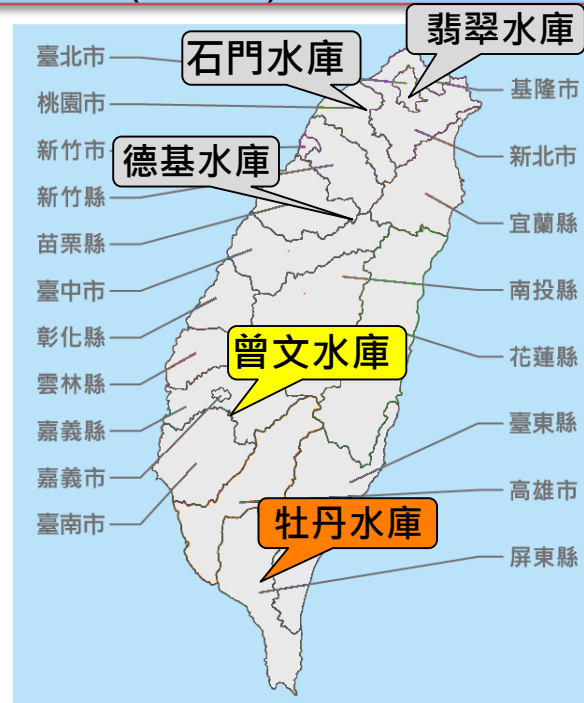 翡翠水庫
石門水庫
德基水庫
曾文水庫
牡丹水庫
臺北市
桃園市
新竹市
新竹縣
苗栗縣
臺中市
彰化縣
雲林縣
嘉義縣
嘉義市
臺南市
基隆市
新北市
宜蘭縣
南投縣
花蓮縣
臺東縣
高雄市
屏東縣